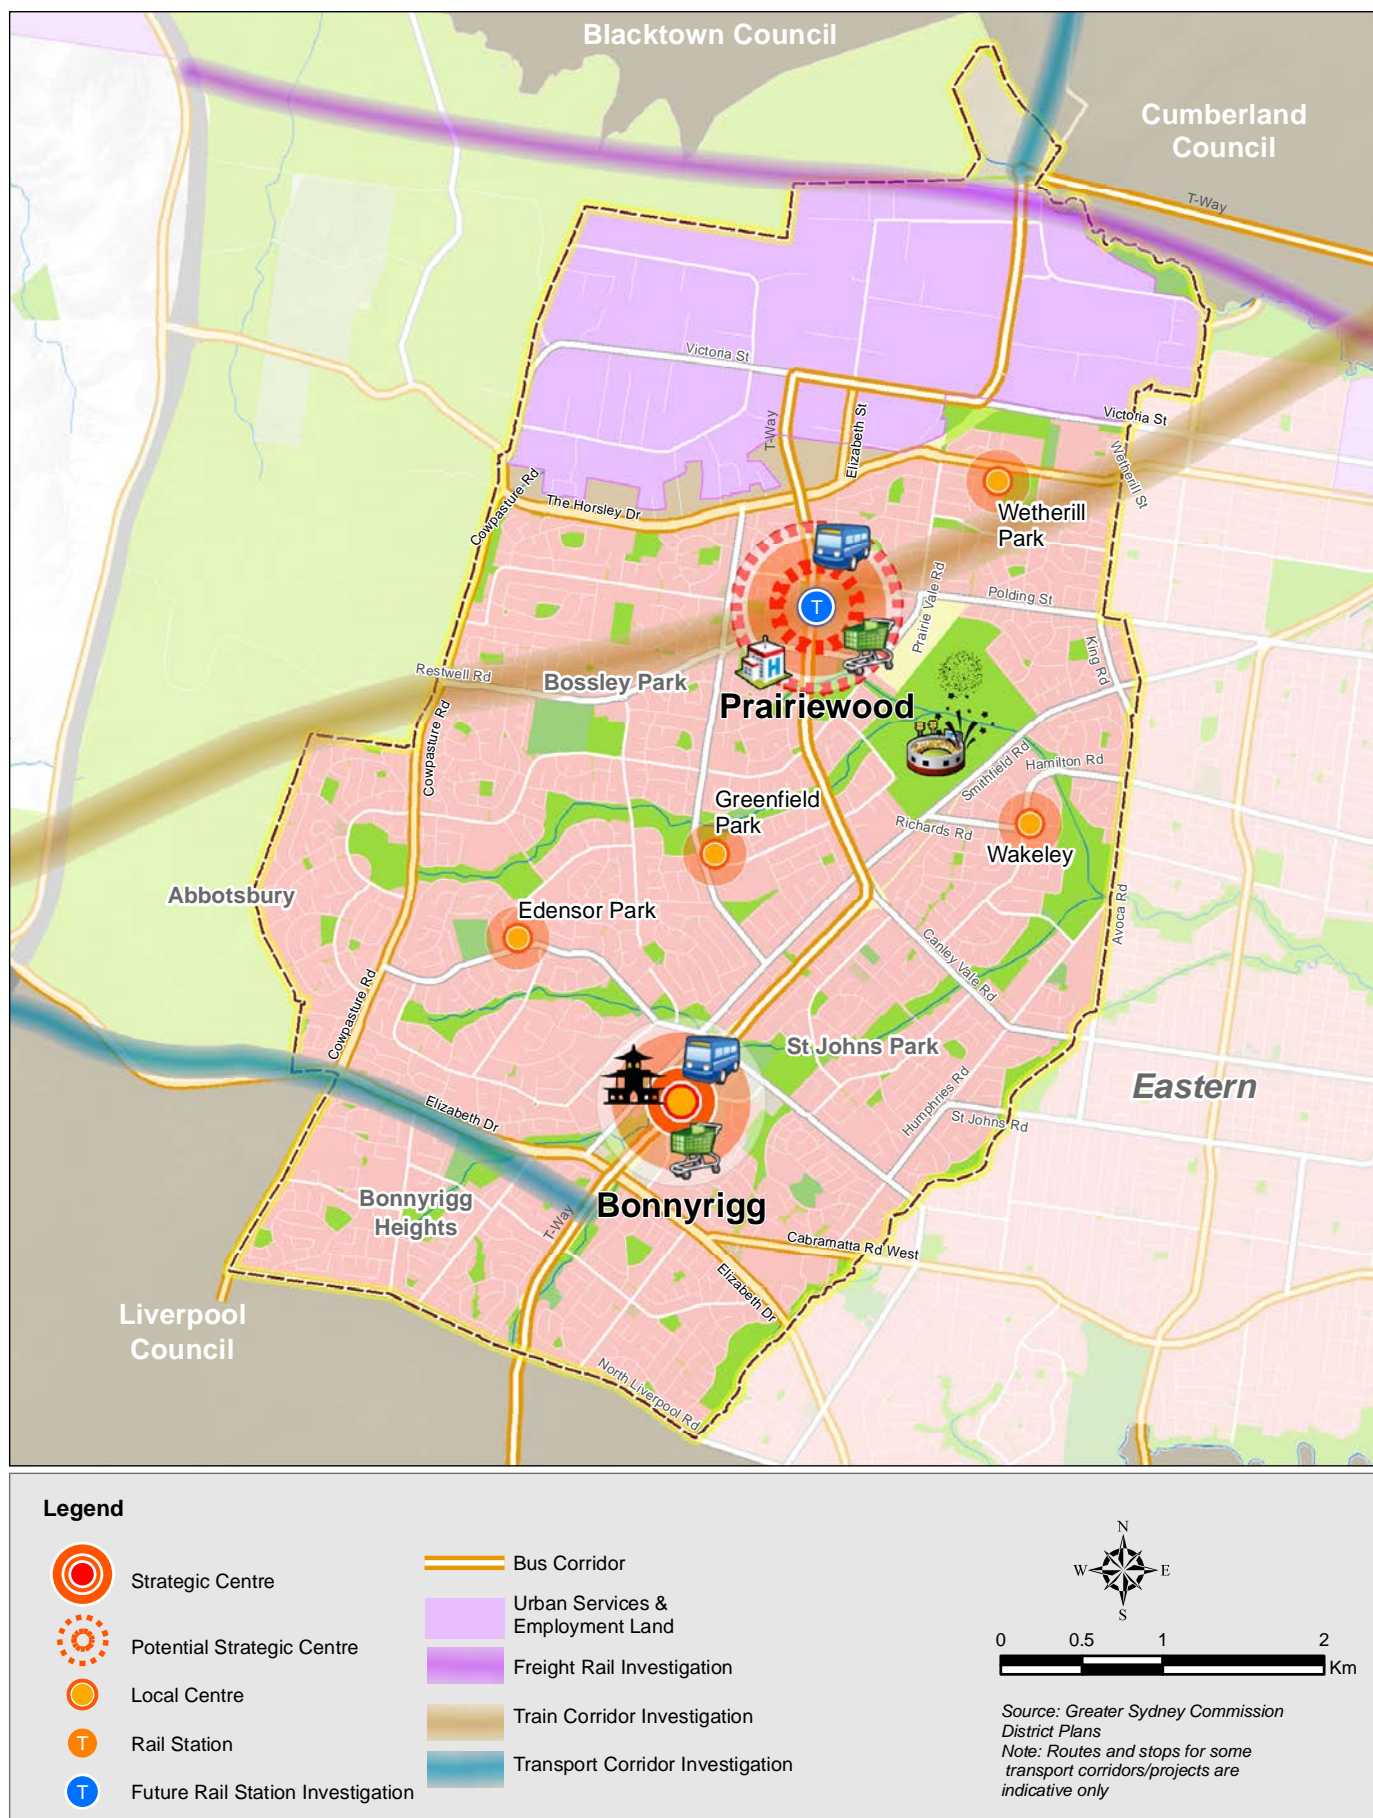 Blacktown Council
Cumberland
Council
T-Way
Victoria St
Victoria St
T-Way
Elizabeth St
Wetherill St
Cowpasture Rd
The Horsley Dr
Wetherill
Park
T
Prairie Vale Rd
Polding St
King Rd
Restwell Rd
Bossley Park
H
Prairiewood
Cowpasture Rd
Smithfield Rd
Hamilton Rd
Greenfield
Park
Richards Rd
Wakeley
Abbotsbury
Edensor Park
Avoca Rd
Canley Vale Rd
Cowpasture Rd
St Johns Park
Eastern
Humphries Rd
St Johns Rd
Elizabeth Dr
Bonnyrigg
Heights
T-Way
Bonnyrigg
Cabramatta Rd West
Elizabeth Dr
Liverpool
Council
North Liverpool Rd
Legend
Strategic Centre
Potential Strategic Centre
Local Centre
T
Rail Station
T
Future Rail Station Investigation
Bus Corridor
Urban Services &
Employment Land
Freight Rail Investigation
Train Corridor Investigation
Transport Corridor Investigation
N
W
E
S
0 0.5 1 2
Km
Source: Greater Sydney Commission
District Plans
Note: Routes and stops for some
transport corridors/projects are
indicative only